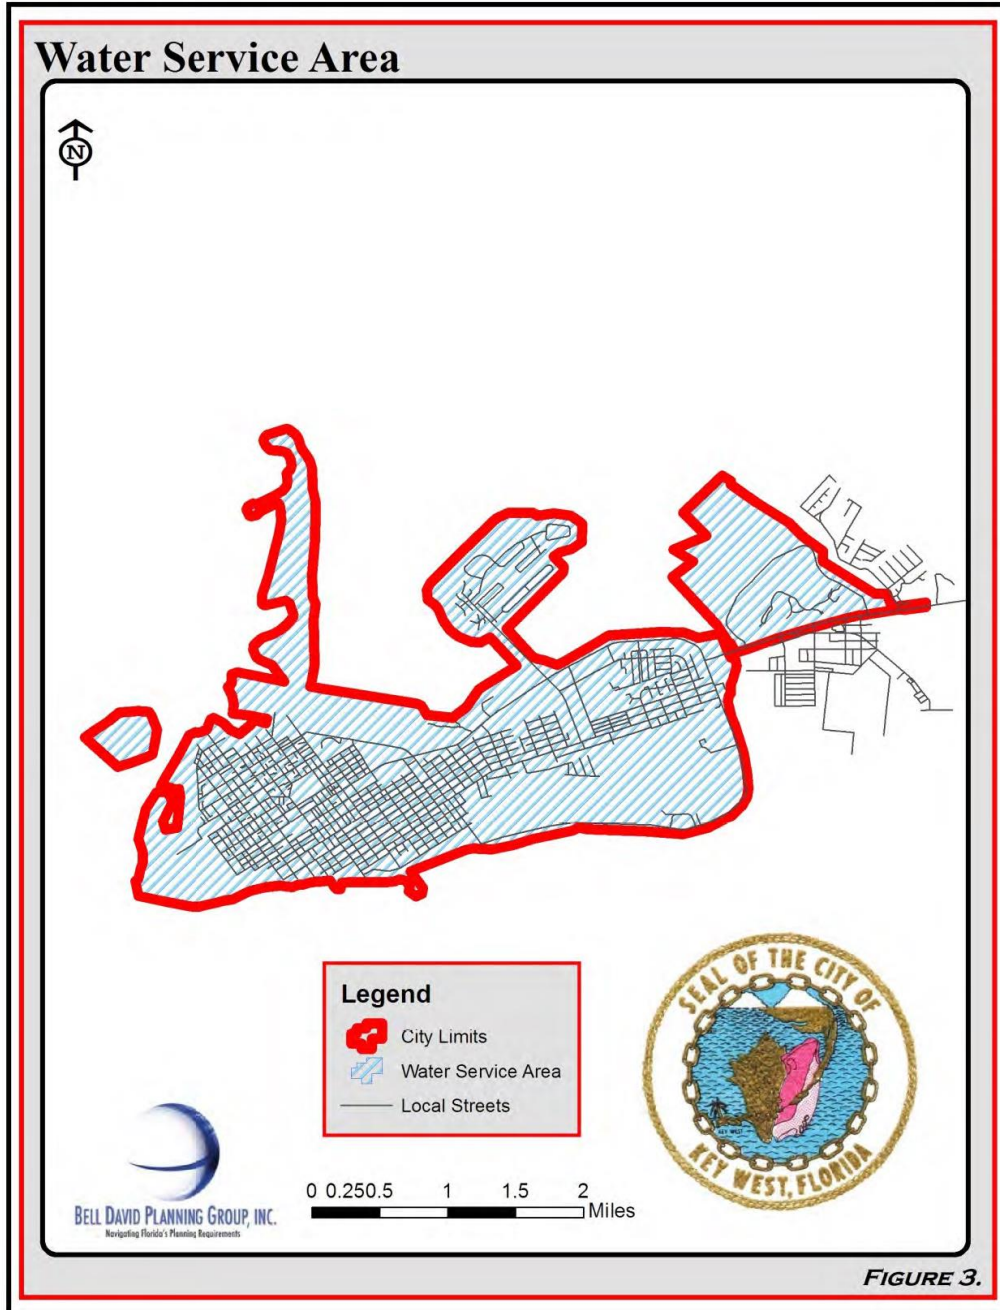 Water Service Area
N
Legend
City Limits
Water Service Area
Local Streets
SEAL OF THE CITY OF
KEY WEST
KEY WEST, FLORIDA
BELL DAVID PLANNING GROUP, INC.
Navigating Florida's Planning Requirements
0 0.250.5 1 1.5 2
Miles
FIGURE 3.